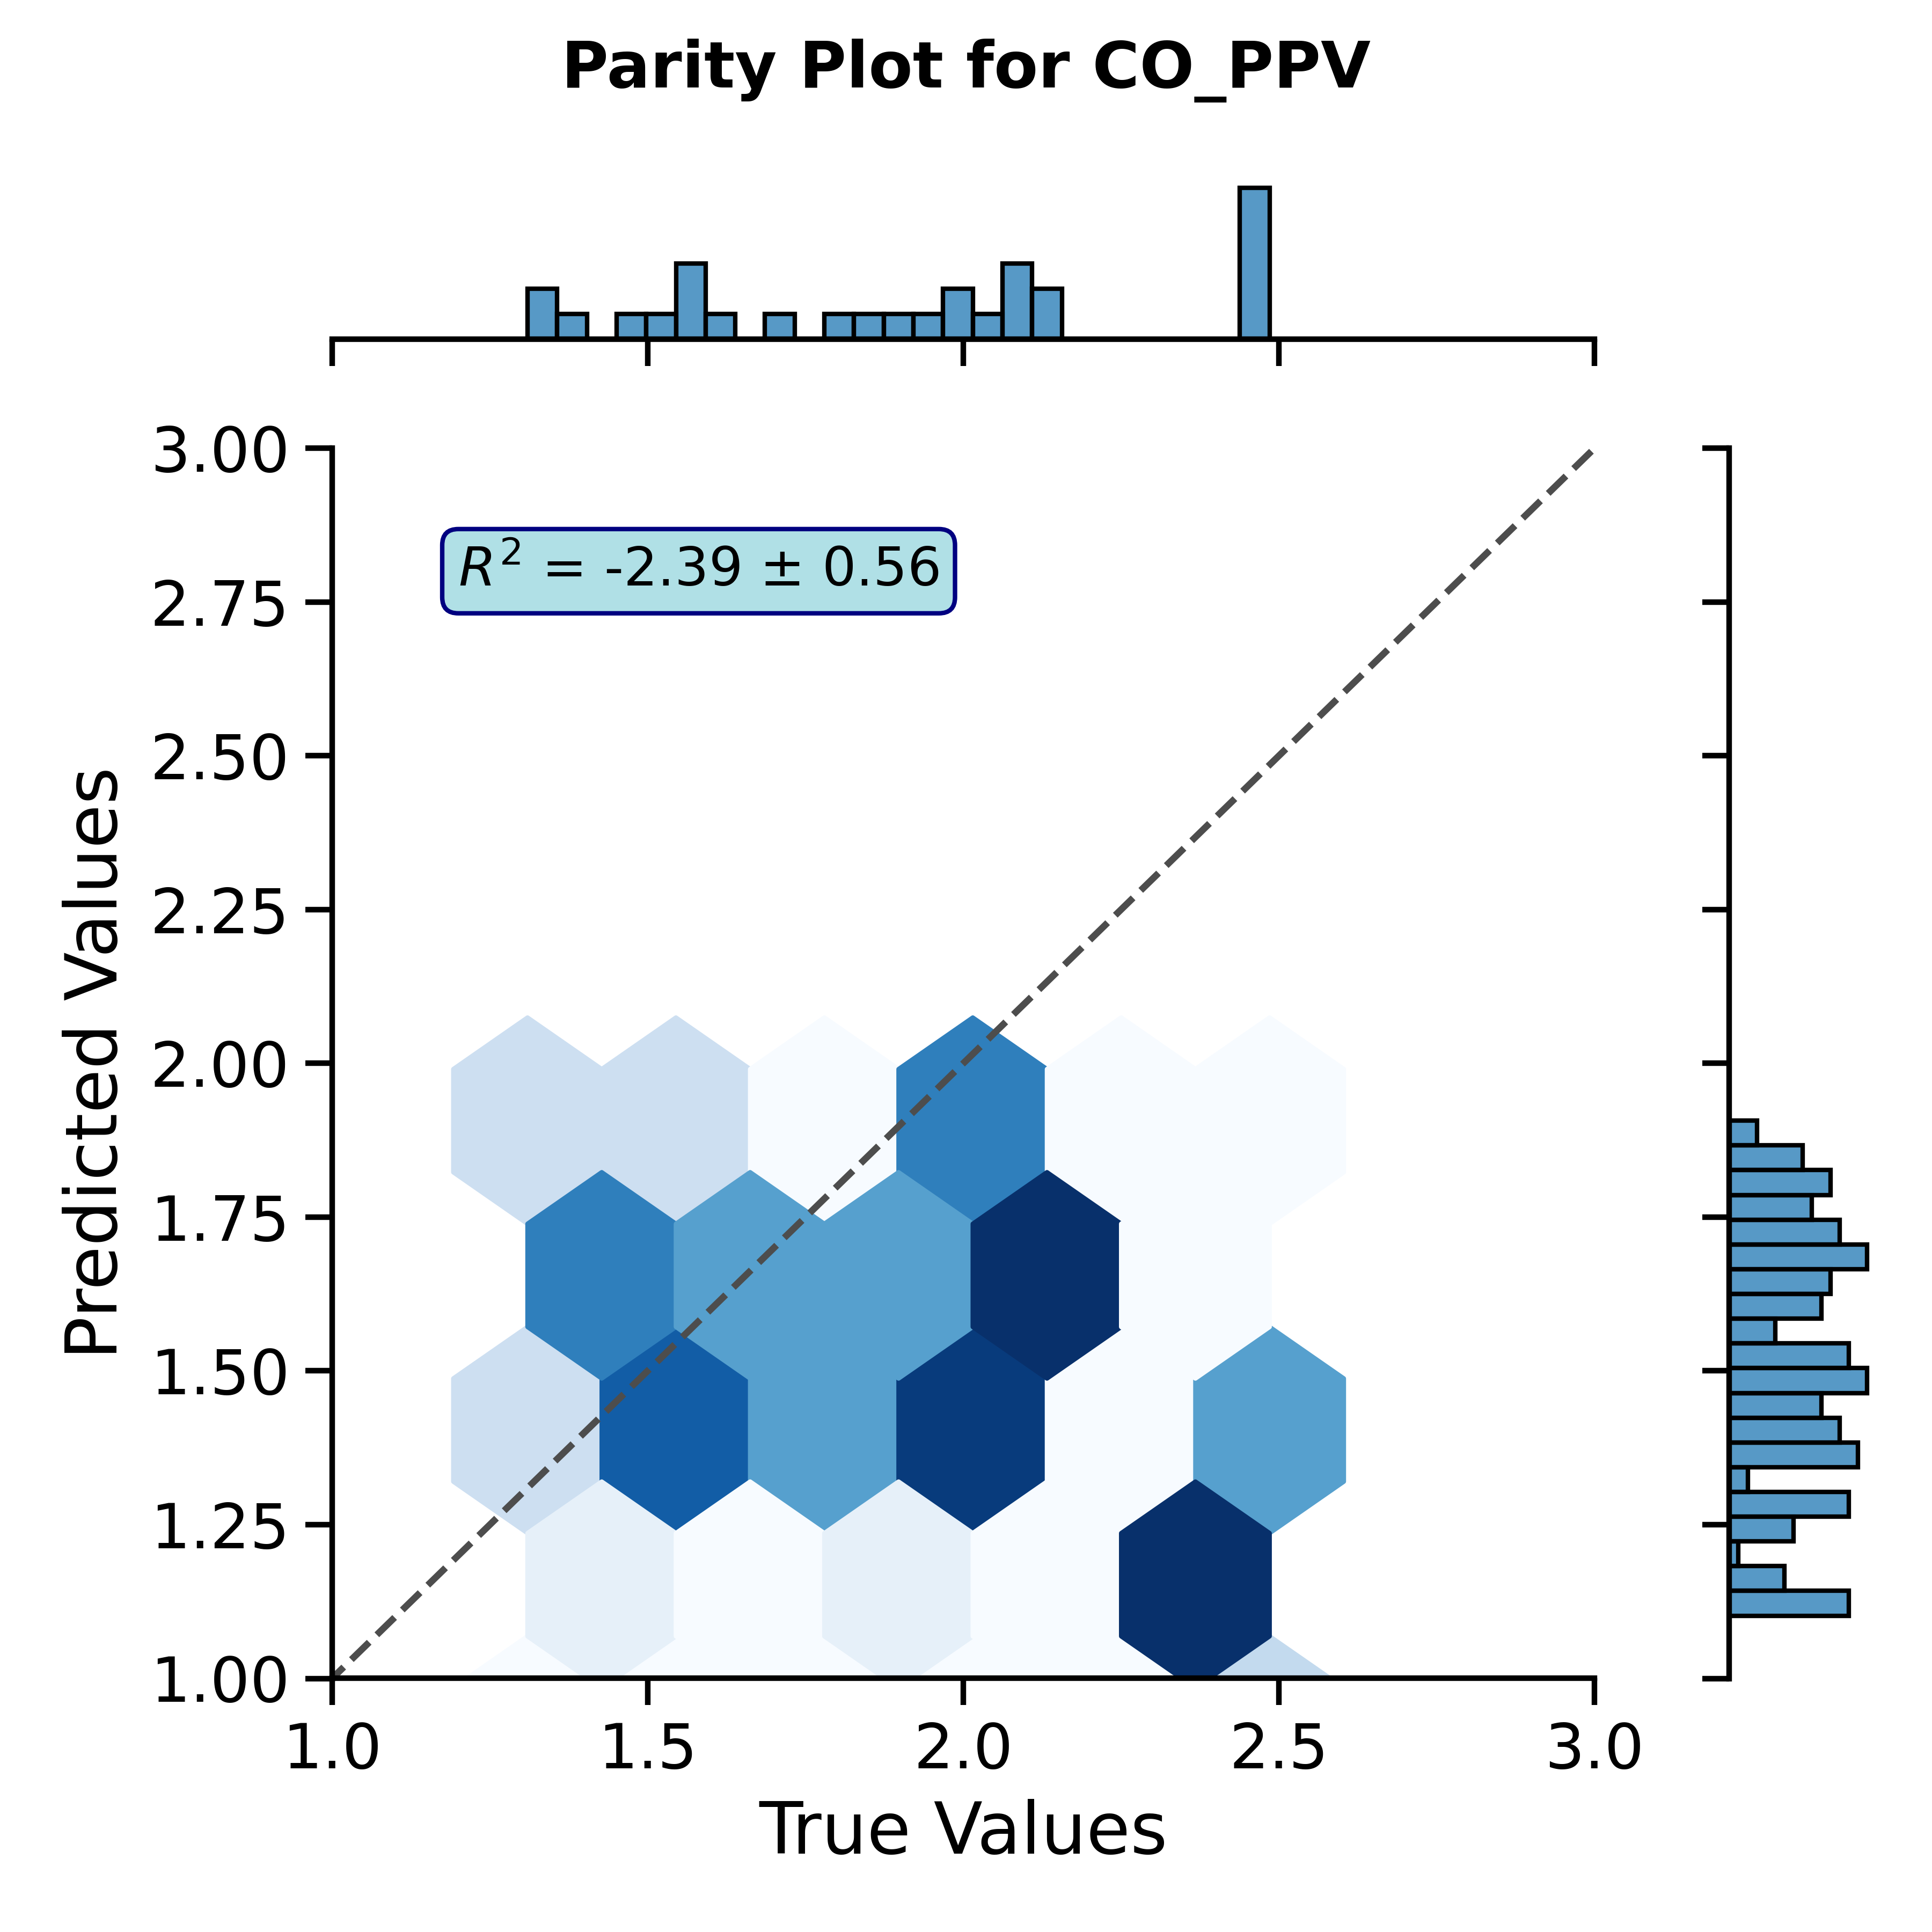 Parity Plot for CO_PPV
3.00
R² = -2.39 ± 0.56
2.75
2.50
2.25
2.00
1.75
1.50
1.25
1.00
Predicted Values
1.0 1.5 2.0 2.5 3.0
True Values